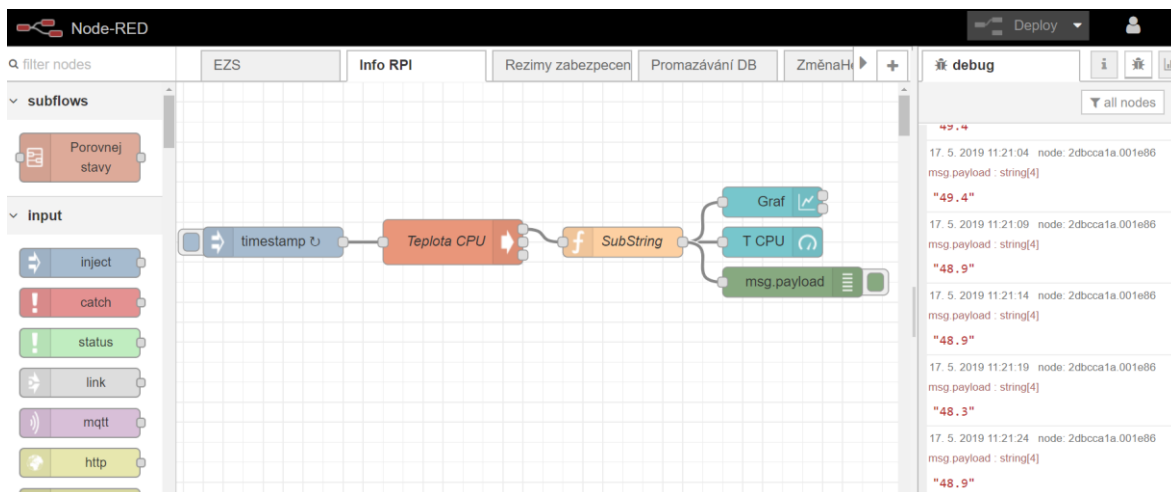 Node-RED
Deploy
filter nodes
EZS
Info RPI
Rezimy zabezpecen
Promazávání DB
debug
i
all nodes
subflows
Porovnej
stavy
input
inject
catch
status
link
mqtt
http
timestamp ↻
Teplota CPU
f
SubString
Graf
T CPU
msg.payload
"49.4"
17. 5. 2019 11:21:04 node: 2dbcca1a.001e86
msg.payload : string[4]
"49.4"
17. 5. 2019 11:21:09 node: 2dbcca1a.001e86
msg.payload : string[4]
"48.9"
17. 5. 2019 11:21:14 node: 2dbcca1a.001e86
msg.payload : string[4]
"48.9"
17. 5. 2019 11:21:19 node: 2dbcca1a.001e86
msg.payload : string[4]
"48.3"
17. 5. 2019 11:21:24 node: 2dbcca1a.001e86
msg.payload : string[4]
"48.9"